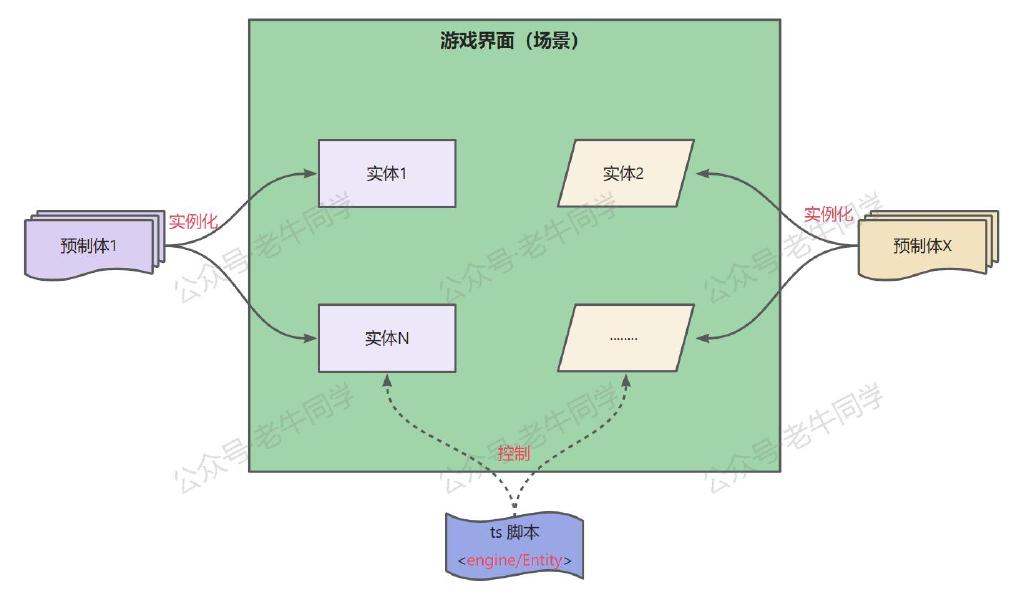 游戏界面（场景）
实体1
实体2
实例化
实例化
预制体1
预制体X
实体N
........
控制
ts 脚本
<engine/Entity>
公众号·老牛同学
公众号·老牛同学
公众号·老牛同学
公众号·老牛同学
公众号·老牛同学
公众号·老牛同学